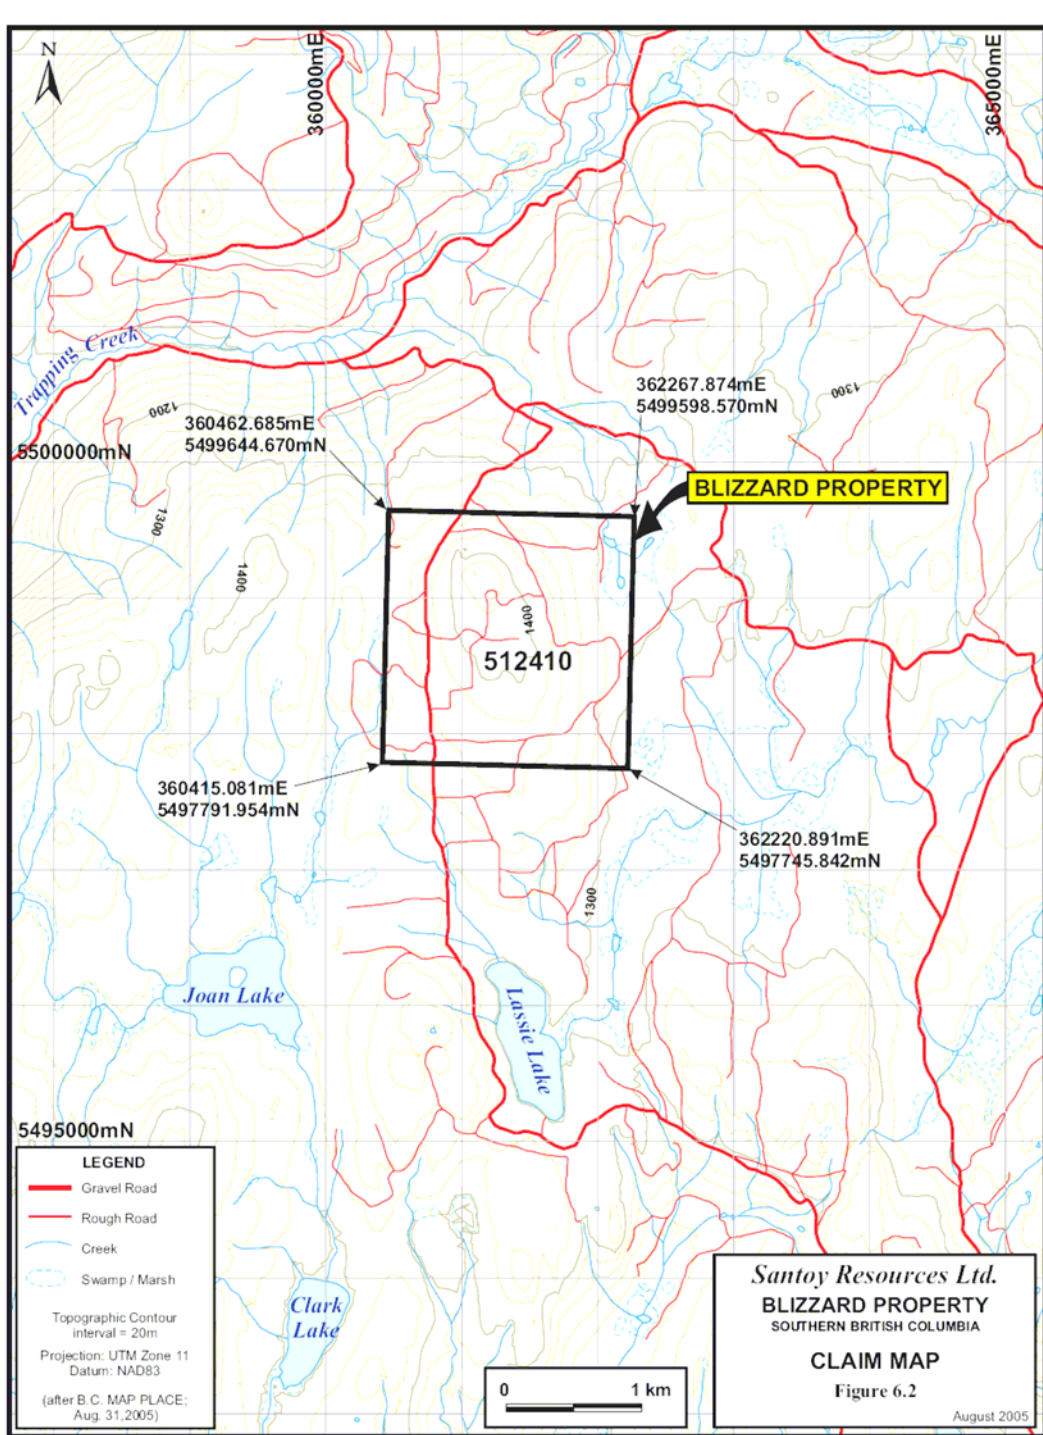 N
360000mE
365000mE
Trapping Creek
1200
1300
362267.874mE
5499598.570mN
1300
360462.685mE
5499644.670mN
5500000mN
BLIZZARD PROPERTY
1400
1400
512410
360415.081mE
5497791.954mN
362220.891mE
5497745.842mN
1300
Joan Lake
Lassie Lake
5495000mN
LEGEND
Gravel Road
Rough Road
Creek
Swamp / Marsh
Topographic Contour
interval = 20m
Projection: UTM Zone 11
Datum: NAD83
(after B.C. MAP PLACE;
Aug. 31,2005)
Clark
Lake
0 1 km
Santoy Resources Ltd.
BLIZZARD PROPERTY
SOUTHERN BRITISH COLUMBIA
CLAIM MAP
Figure 6.2
August 2005